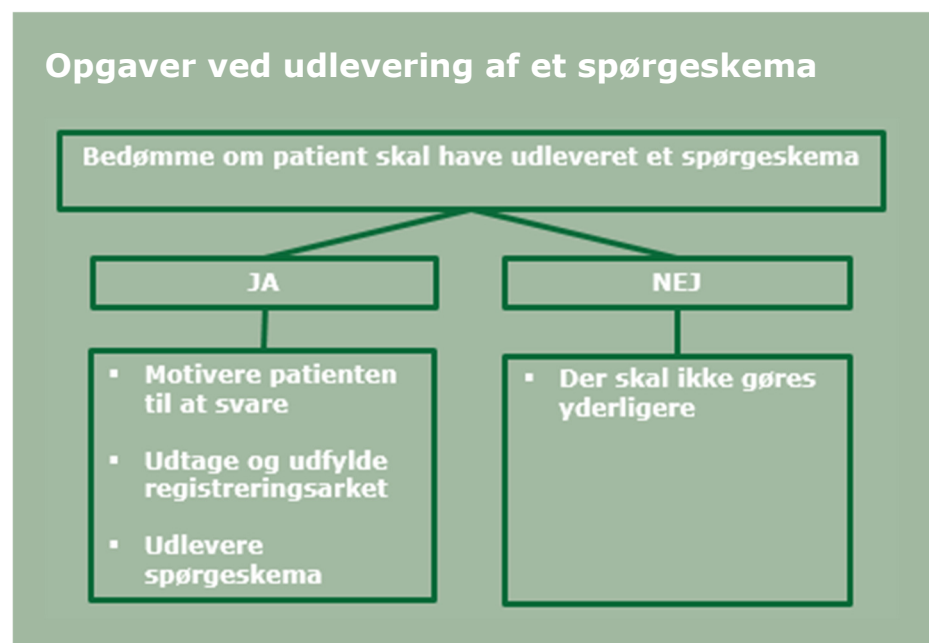 Opgaver ved udlevering af et spørgeskema
Bedømme om patient skal have udleveret et spørgeskema
JA
NEJ
▪ Motivere patienten
til at svare
▪ Udtage og udfylde
registreringsarket
▪ Udlevere
spørgeskema
▪ Der skal ikke gøres
yderligere